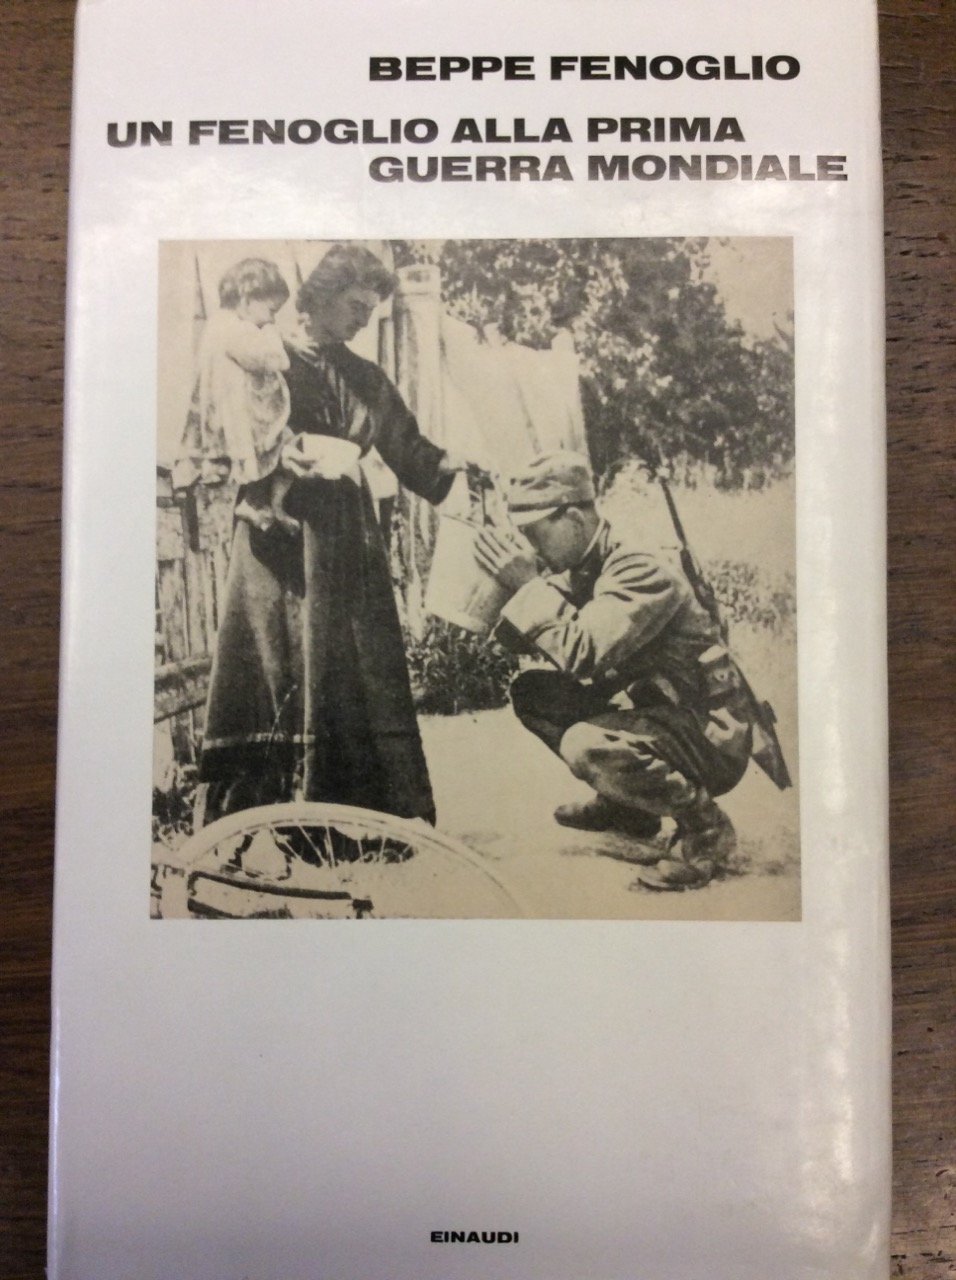 BEPPE FENOGLIO
UN FENOGLIO ALLA PRIMA
GUERRA MONDIALE
EINAUDI